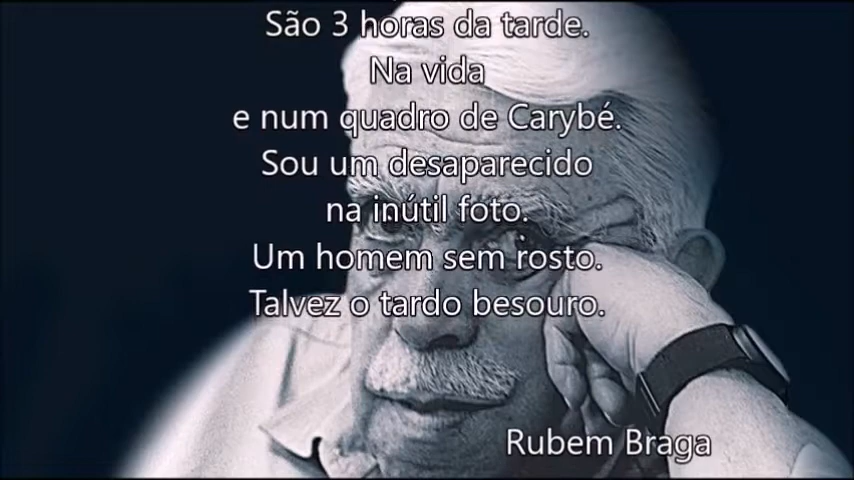 São 3 horas da tarde.
Na vida
e num quadro de Carybé.
Sou um desaparecido
na inútil foto.
Um homem sem rosto.
Talvez o tardo besouro.
Rubem Braga